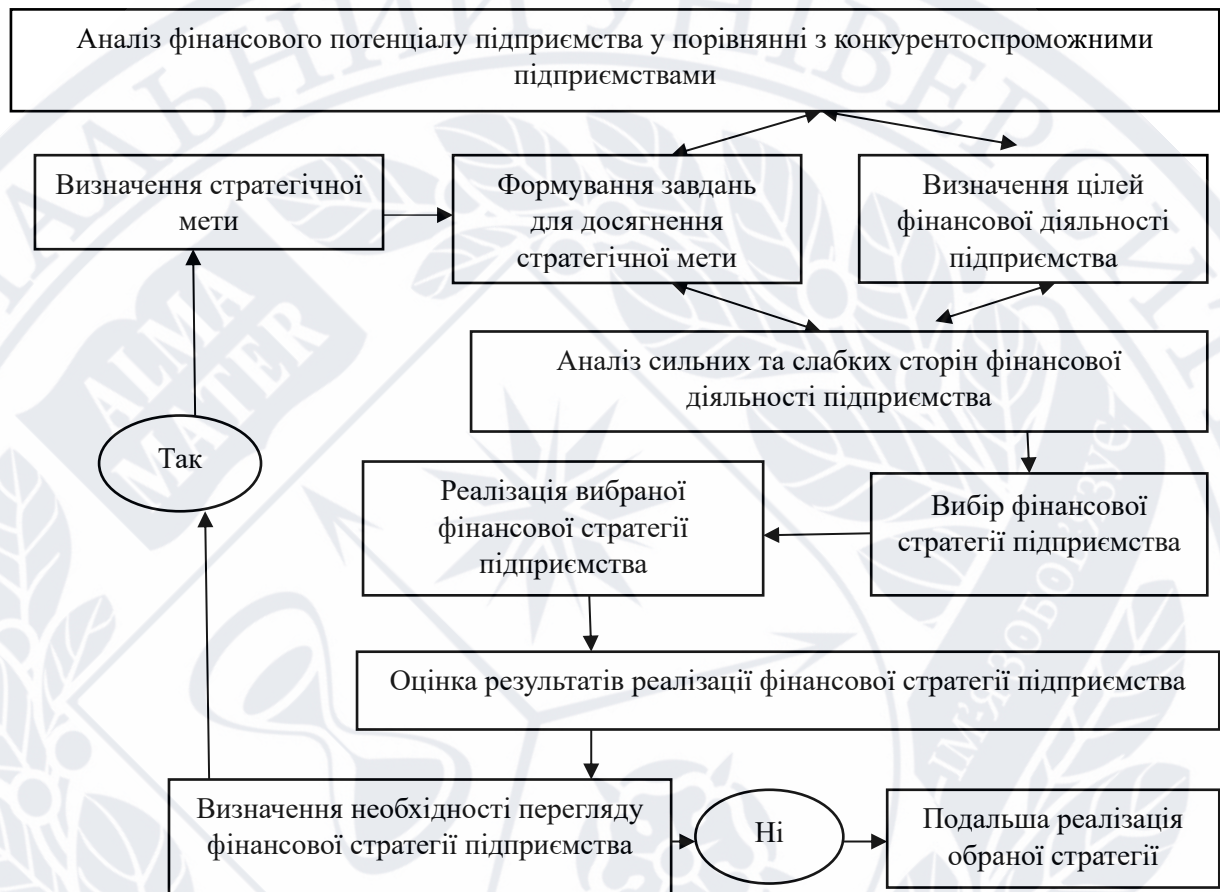 Аналіз фінансового потенціалу підприємства у порівнянні з конкурентоспроможними
підприємствами
Визначення стратегічної
мети
Формування завдань
для досягнення
стратегічної мети
Визначення цілей
фінансової діяльності
підприємства
Аналіз сильних та слабких сторін фінансової
діяльності підприємства
Так
Реалізація вибраної
фінансової стратегії
підприємства
Вибір фінансової
стратегії підприємства
Оцінка результатів реалізації фінансової стратегії підприємства
Визначення необхідності перегляду
фінансової стратегії підприємства
Ні
Подальша реалізація
обраної стратегії
ALMA
MATER